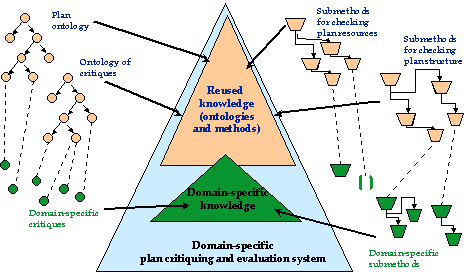 Plan
ontology
Ontology of
critiques
Submethods
for checking
plan resources
Submethods
for checking
plan structure
Reused
knowledge
(ontologies
and methods)
Domain-specific
knowledge
Domain-specific
critiques
Domain-specific
plan critiquing and evaluation system
Domain-specific
submethods